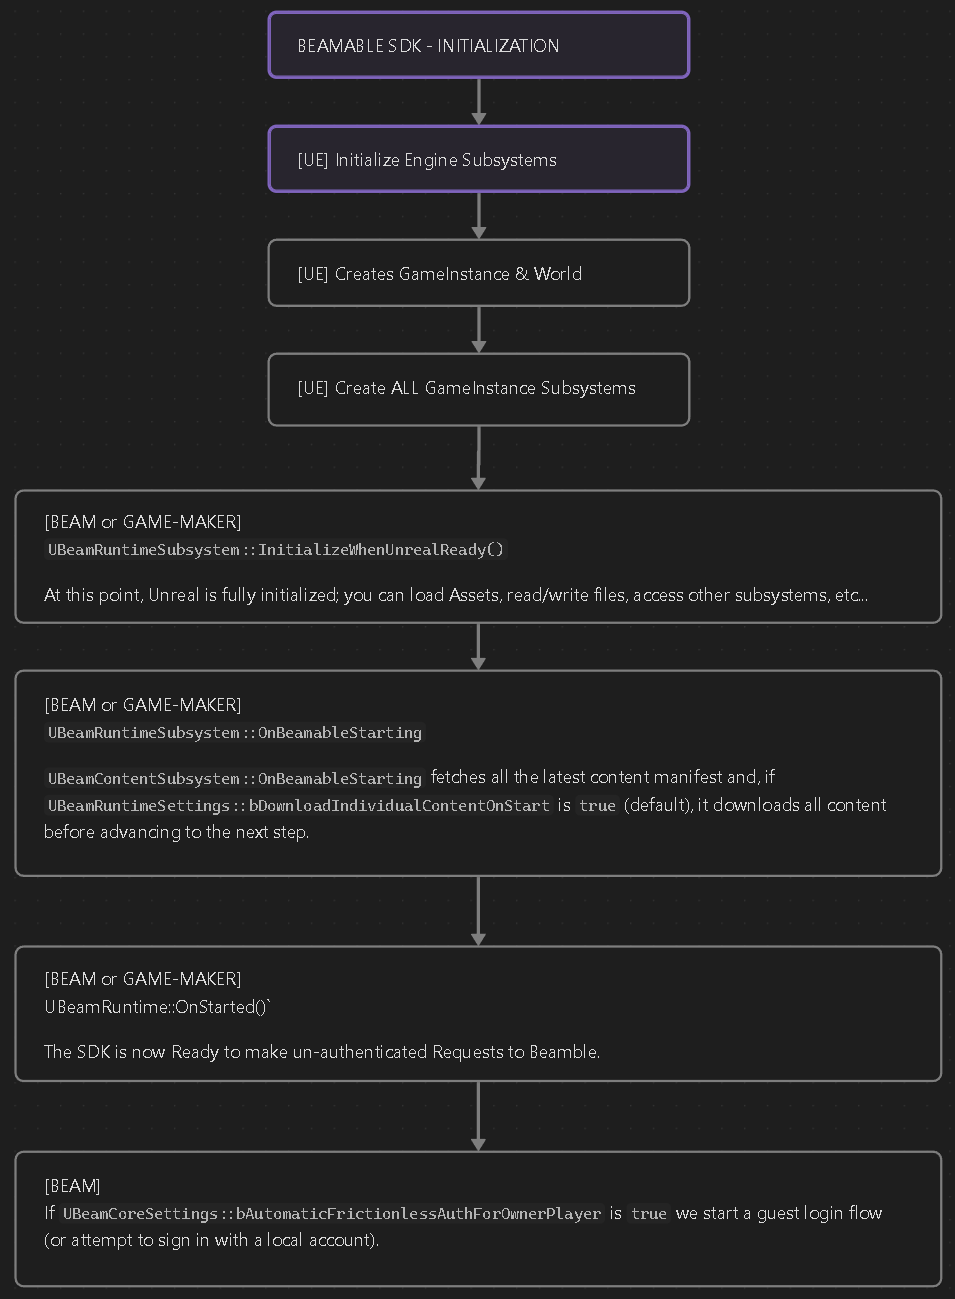 BEAMABLE SDK - INITIALIZATION
[UE] Initialize Engine Subsystems
[UE] Creates GameInstance & World
[UE] Create ALL GameInstance Subsystems
[BEAM or GAME-MAKER]
UBeamRuntimeSubsystem::InitializeWhenUnrealReady()
At this point, Unreal is fully initialized; you can load Assets, read/write files, access other subsystems, etc...
[BEAM or GAME-MAKER]
UBeamRuntimeSubsystem::OnBeamableStarting
UBeamContentSubsystem::OnBeamableStarting fetches all the latest content manifest and, if
UBeamRuntimeSettings::bDownloadIndividualContentOnStart is true (default), it downloads all content
before advancing to the next step.
[BEAM or GAME-MAKER]
UBeamRuntime::OnStarted()`
The SDK is now Ready to make un-authenticated Requests to Beamble.
[BEAM]
If UBeamCoreSettings::bAutomaticFrictionlessAuthForOwnerPlayer is true we start a guest login flow
(or attempt to sign in with a local account).